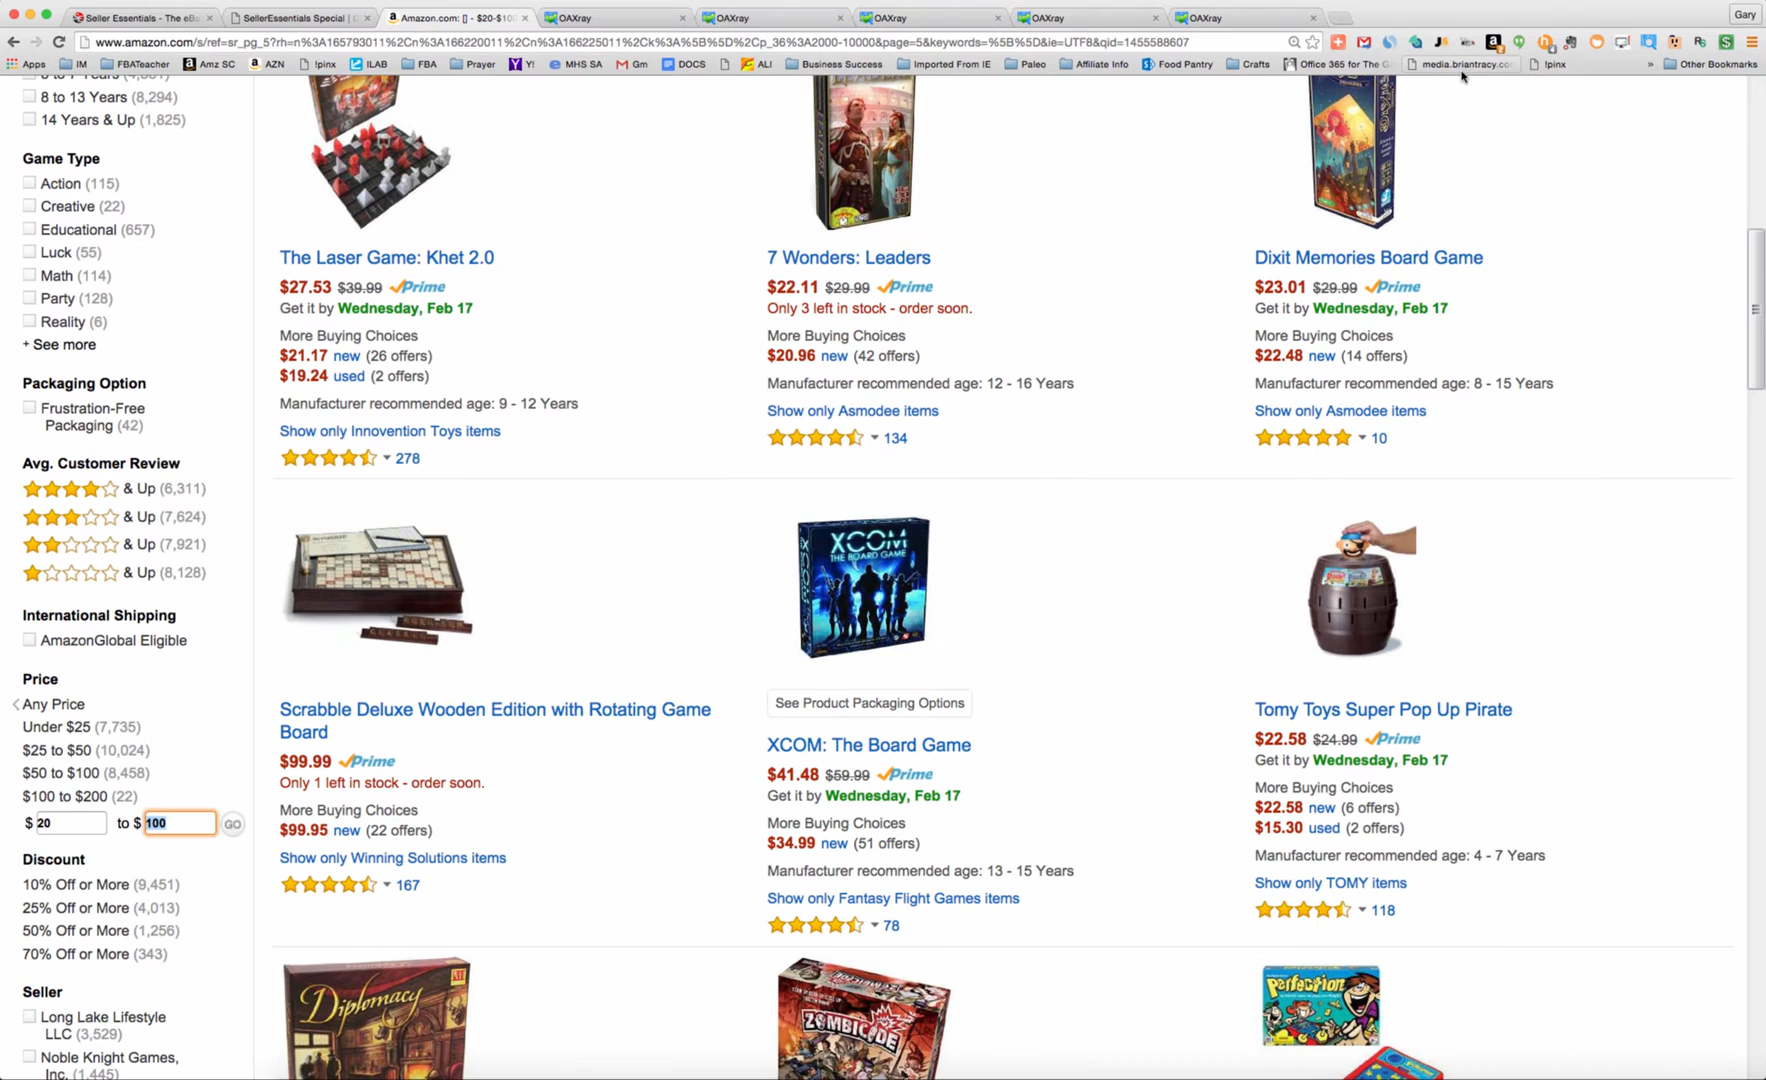 Seller Essentials - The eBa
SellerEssentials Special | C
Amazon.com: [] - $20-$100
OAXray
OAXray
OAXray
OAXray
OAXray
Gary
www.amazon.com/s/ref=sr_pg_5?rh=n%3A165793011%2Cn%3A166220011%2Cn%3A166225011%2Ck%3A%5B%5D%2Cp_36%3A2000-10000&page=5&keywords=%5B%5D&ie=UTF8&qid=1455588607
Apps IM FBATeacher Amz SC AZN !pinx ILAB FBA Prayer Y! MHS SA Gm DOCS ALI Business Success Imported From IE Paleo Affiliate Info Food Pantry Crafts Office 365 for The G media.briantracy.co !pinx » Other Bookmarks
8 to 13 Years (8,294)
14 Years & Up (1,825)
Game Type
Action (115)
Creative (22)
Educational (657)
Luck (55)
Math (114)
Party (128)
Reality (6)
+ See more
Packaging Option
Frustration-Free
Packaging (42)
Avg. Customer Review
& Up (6,311)
& Up (7,624)
& Up (7,921)
& Up (8,128)
International Shipping
AmazonGlobal Eligible
Price
Any Price
Under $25 (7,735)
$25 to $50 (10,024)
$50 to $100 (8,458)
$100 to $200 (22)
$ 20 to $ 100 GO
Discount
10% Off or More (9,451)
25% Off or More (4,013)
50% Off or More (1,256)
70% Off or More (343)
Seller
Long Lake Lifestyle
LLC (3,529)
Noble Knight Games,
Inc. (1,445)
The Laser Game: Khet 2.0
$27.53 $39.99 Prime
Get it by Wednesday, Feb 17
More Buying Choices
$21.17 new (26 offers)
$19.24 used (2 offers)
Manufacturer recommended age: 9 - 12 Years
Show only Innovention Toys items
278
LEADERS
7 Wonders: Leaders
$22.11 $29.99 Prime
Only 3 left in stock - order soon.
More Buying Choices
$20.96 new (42 offers)
Manufacturer recommended age: 12 - 16 Years
Show only Asmodee items
134
Dixit Memories Board Game
$23.01 $29.99 Prime
Get it by Wednesday, Feb 17
More Buying Choices
$22.48 new (14 offers)
Manufacturer recommended age: 8 - 15 Years
Show only Asmodee items
10
Scrabble Deluxe Wooden Edition with Rotating Game
Board
$99.99 Prime
Only 1 left in stock - order soon.
More Buying Choices
$99.95 new (22 offers)
Show only Winning Solutions items
167
XCOM
THE BOARD GAME
See Product Packaging Options
XCOM: The Board Game
$41.48 $59.99 Prime
Get it by Wednesday, Feb 17
More Buying Choices
$34.99 new (51 offers)
Manufacturer recommended age: 13 - 15 Years
Show only Fantasy Flight Games items
78
Tomy Toys Super Pop Up Pirate
$22.58 $24.99 Prime
Get it by Wednesday, Feb 17
More Buying Choices
$22.58 new (6 offers)
$15.30 used (2 offers)
Manufacturer recommended age: 4 - 7 Years
Show only TOMY items
118
Diplomacy
ZOMBICIDE
Perfection